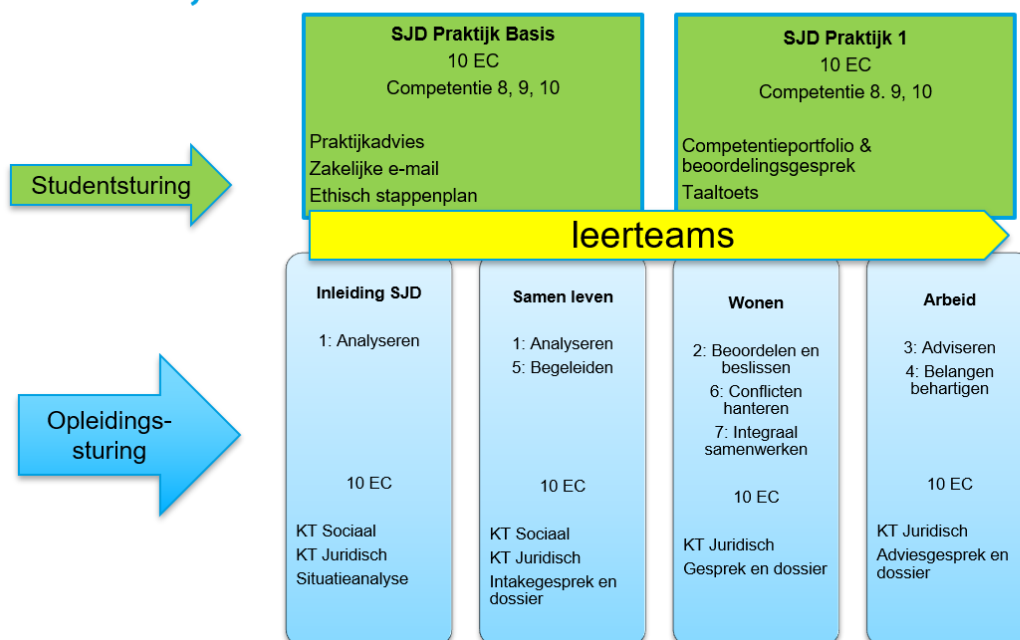 SJD Praktijk Basis
10 EC
Competentie 8, 9, 10
Praktijkadvies
Zakelijke e-mail
Ethisch stappenplan
SJD Praktijk 1
10 EC
Competentie 8. 9, 10
Competentieportfolio &
beoordelingsgesprek
Taaltoets
Studentsturing
leerteams
Inleiding SJD
1: Analyseren
10 EC
KT Sociaal
KT Juridisch
Situatieanalyse
Samen leven
1: Analyseren
5: Begeleiden
10 EC
KT Sociaal
KT Juridisch
Intakegesprek en
dossier
Wonen
2: Beoordelen en
beslissen
6: Conflicten
hanteren
7: Integraal
samenwerken
10 EC
KT Juridisch
Gesprek en dossier
Arbeid
3: Adviseren
4: Belangen
behartigen
10 EC
KT Juridisch
Adviesgesprek en
dossier
Opleidings-
sturing